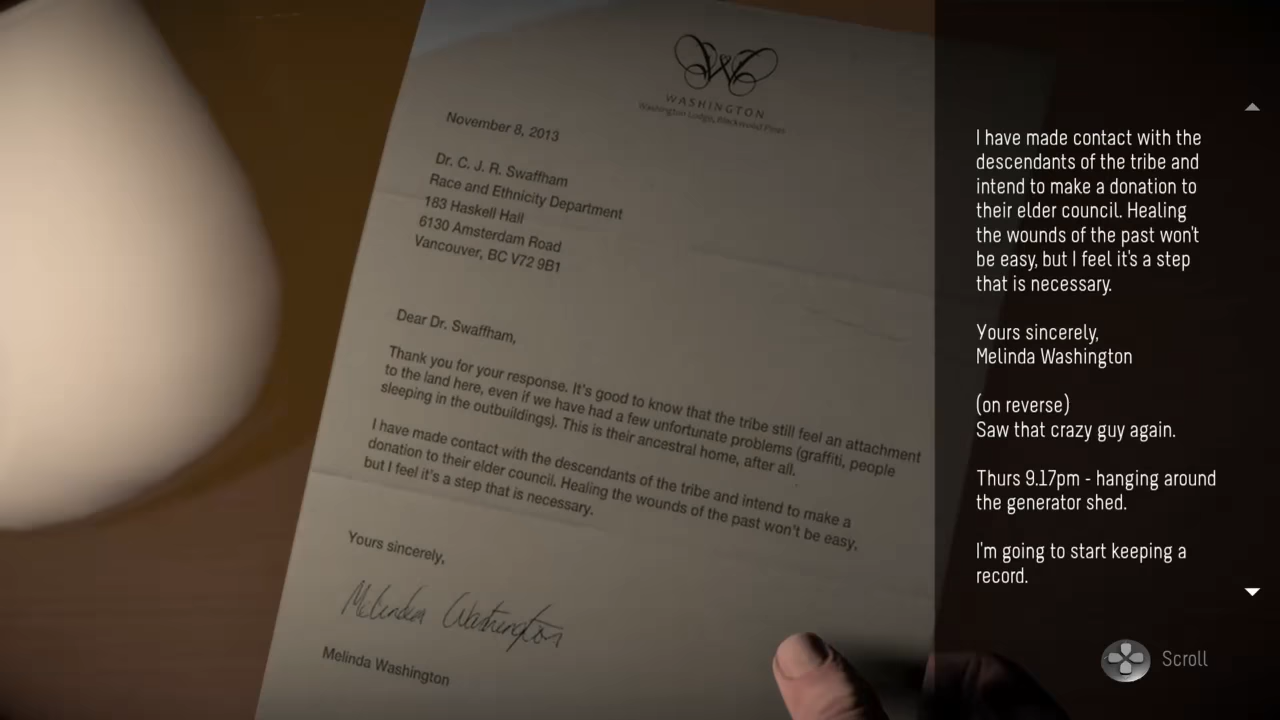 W
WASHINGTON
Washington Lodge, Blackwood Pines
November 8, 2013
Dr. C. J. R. Swaffham
Race and Ethnicity Department
183 Haskell Hall
6130 Amsterdam Road
Vancouver, BC V72 9B1
Dear Dr. Swaffham,
Thank you for your response. It's good to know that the tribe still feel an attachment
to the land here, even if we have had a few unfortunate problems (graffiti, people
sleeping in the outbuildings). This is their ancestral home, after all.
I have made contact with the descendants of the tribe and intend to make a
donation to their elder council. Healing the wounds of the past won't be easy,
but I feel it's a step that is necessary.
Yours sincerely,
Melinda Washington
Melinda Washington
I have made contact with the
descendants of the tribe and
intend to make a donation to
their elder council. Healing
the wounds of the past won't
be easy, but I feel it's a step
that is necessary.
Yours sincerely,
Melinda Washington
(on reverse)
Saw that crazy guy again.
Thurs 9.17pm - hanging around
the generator shed.
I'm going to start keeping a
record.
Scroll